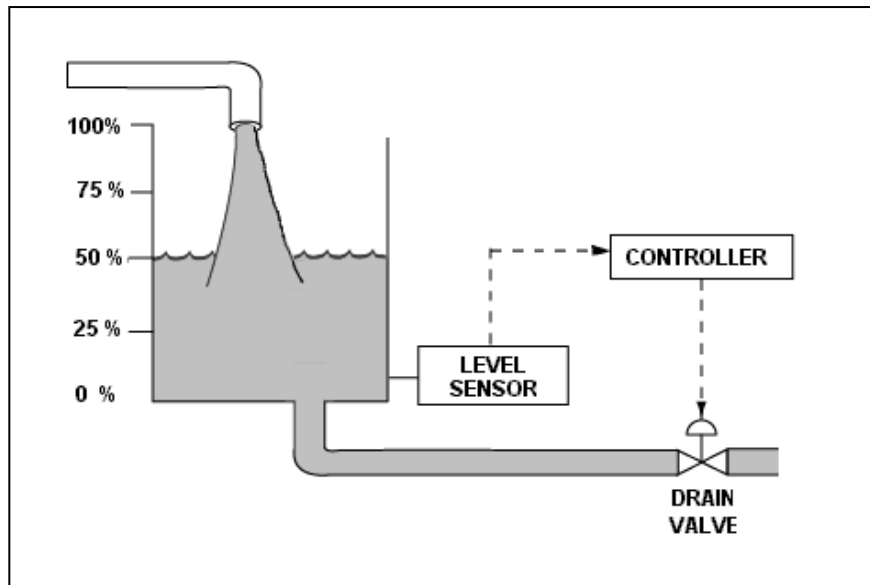 100%
75 %
50 %
25 %
0 %
CONTROLLER
LEVEL
SENSOR
DRAIN
VALVE